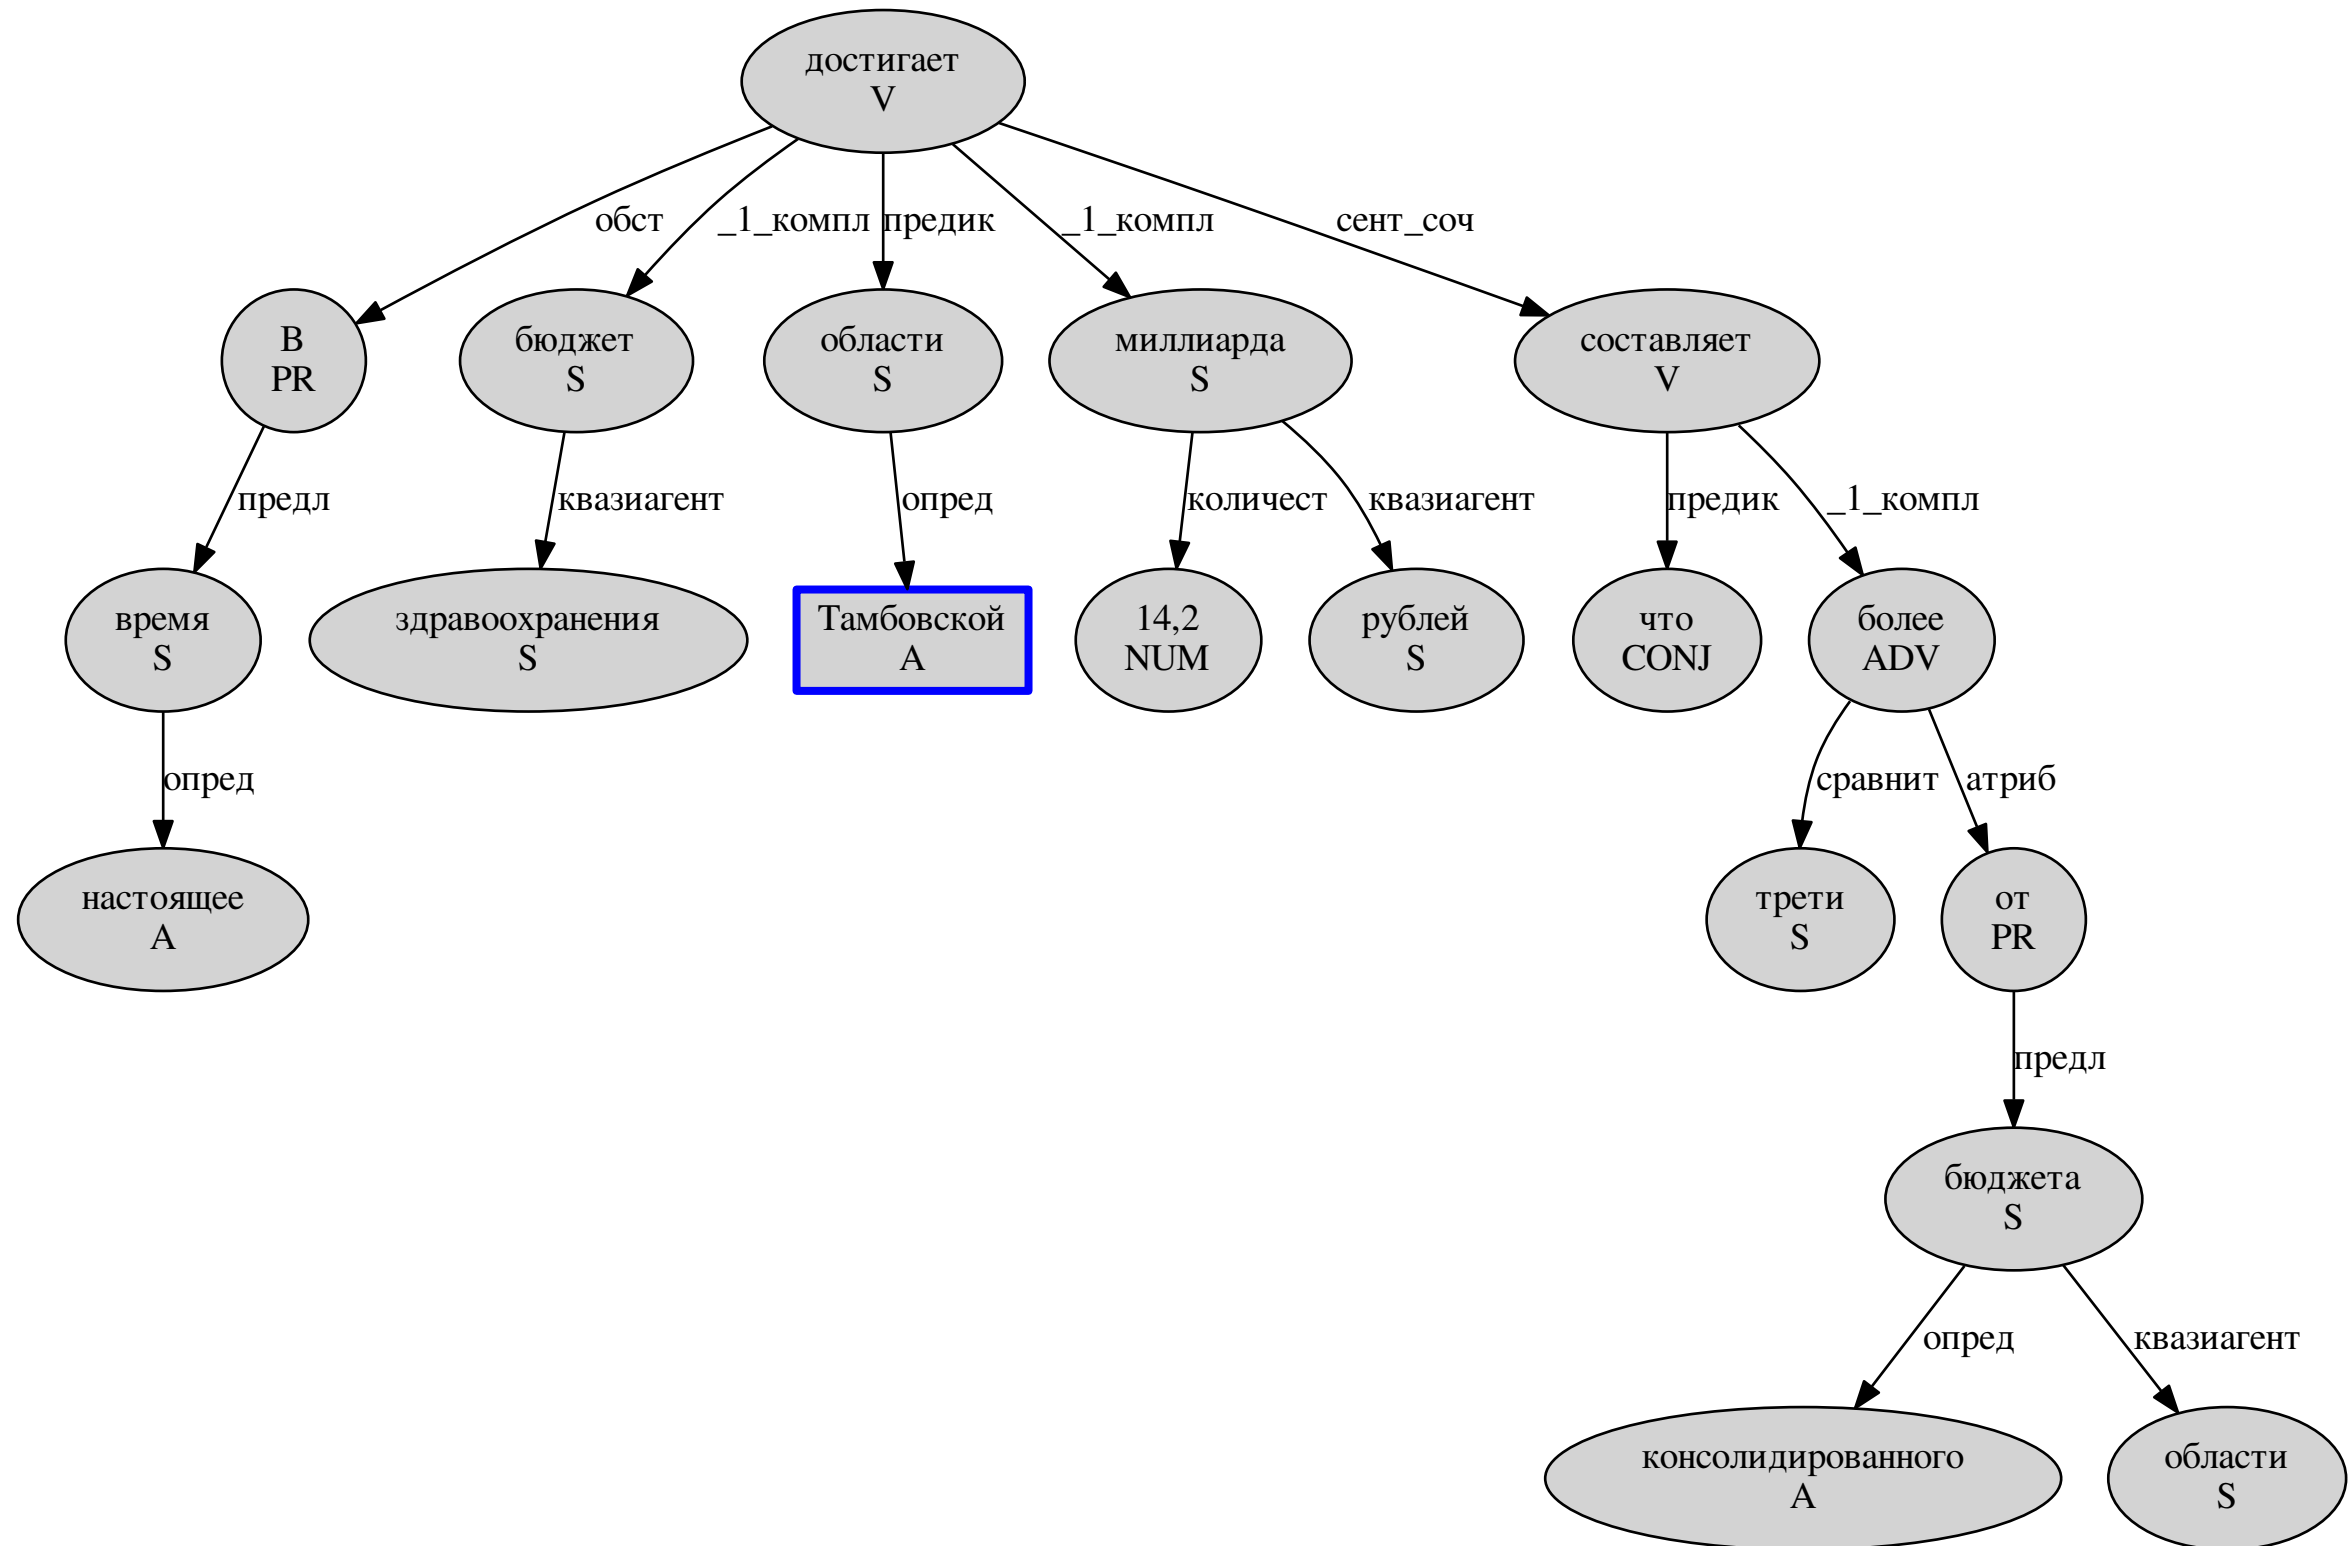 достигает
V
обст
_1_компл
предик
_1_компл
сент_соч
В
PR
бюджет
S
области
S
миллиарда
S
составляет
V
предл
квазиагент
опред
количест
квазиагент
предик
_1_компл
время
S
здравоохранения
S
Тамбовской
A
14,2
NUM
рублей
S
что
CONJ
более
ADV
опред
сравнит
атриб
настоящее
A
трети
S
от
PR
предл
бюджета
S
опред
квазиагент
консолидированного
A
области
S